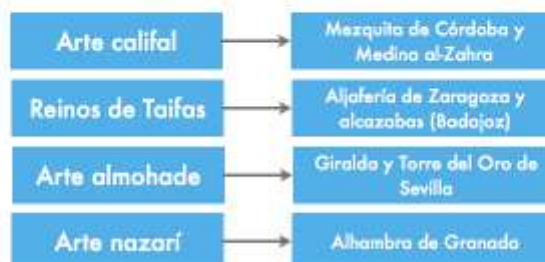 Arte califal
Mezquita de Córdoba y
Medina al-Zahra
Reinos de Taifas
Aljafería de Zaragoza y
alcazabas (Badajoz)
Arte almohade
Giralda y Torre del Oro de
Sevilla
Arte nazarí
Alhambra de Granada